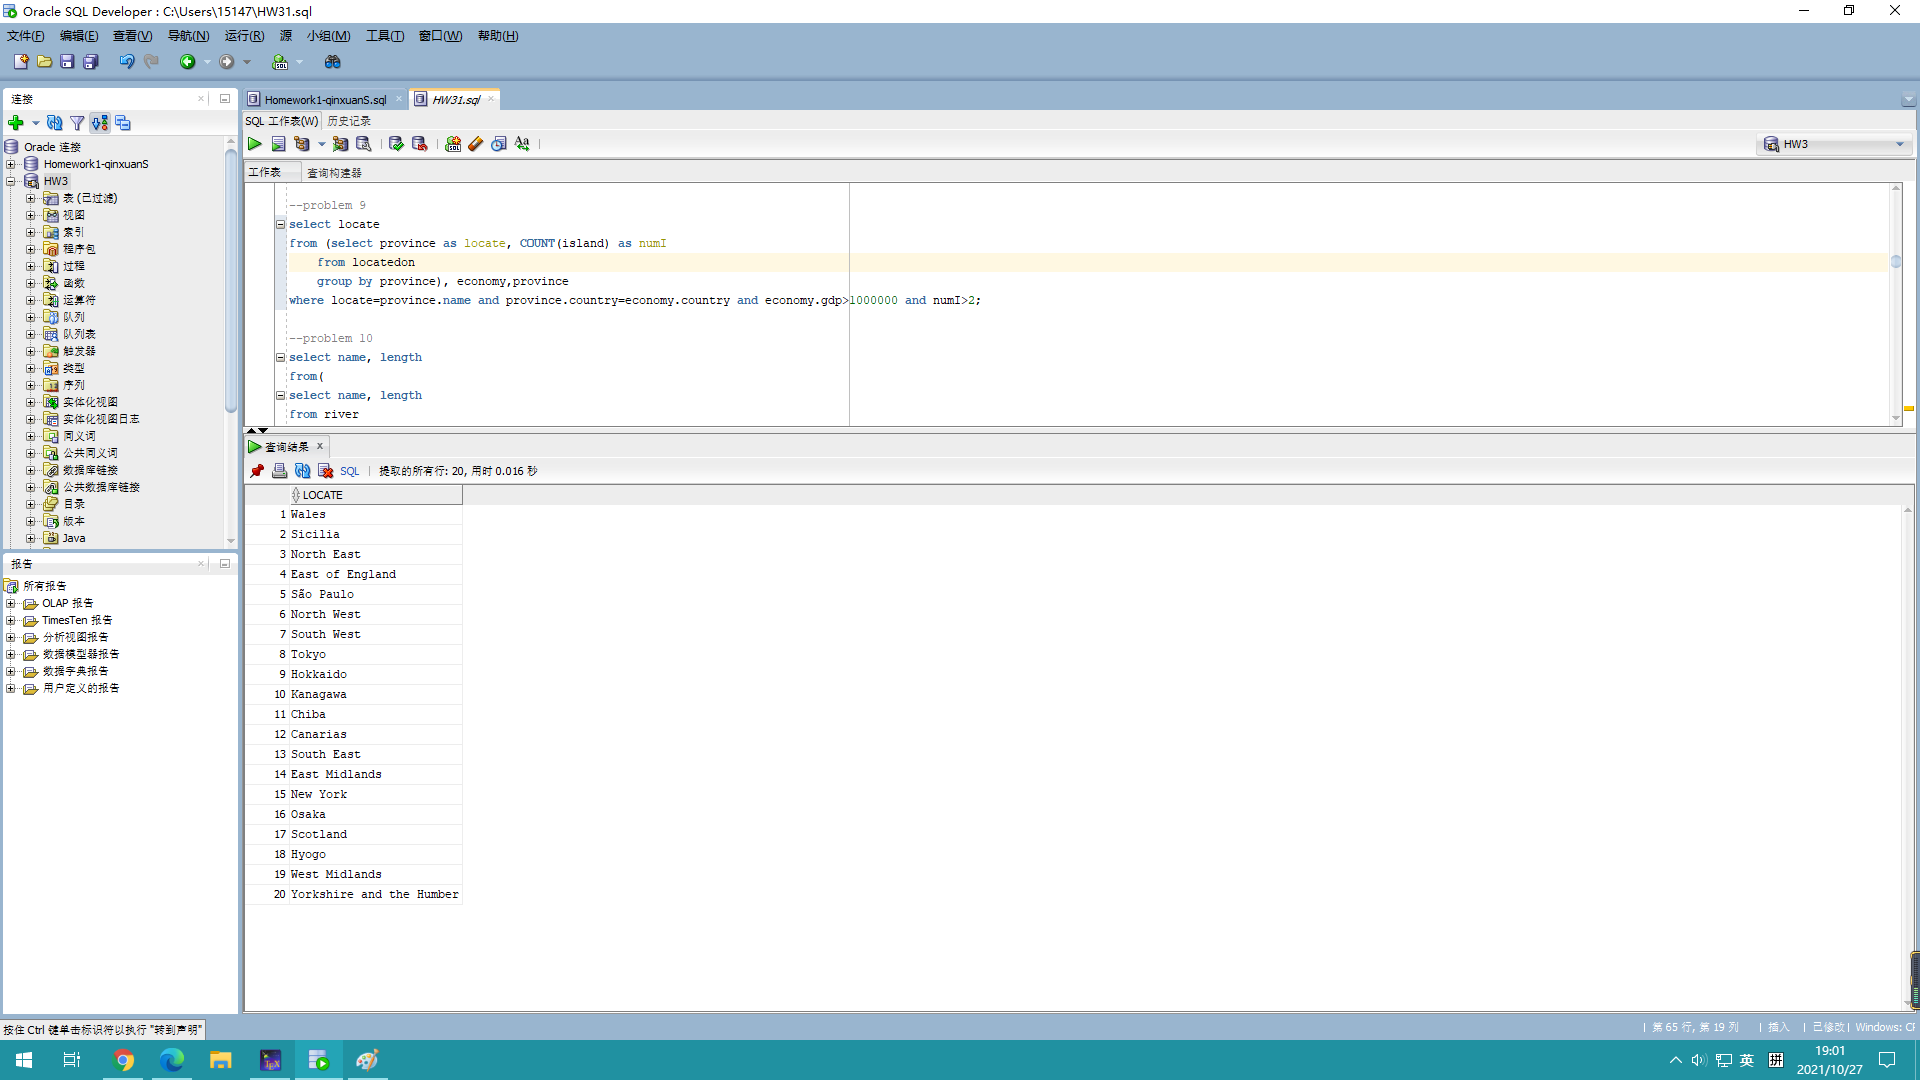 Oracle SQL Developer : C:\Users\15147\HW31.sql
文件(F) 编辑(E) 查看(V) 导航(N) 运行(R) 源 小组(M) 工具(T) 窗口(W) 帮助(H)
连接
Oracle 连接
Homework1-qinxuanS
HW3
表 (已过滤)
视图
索引
程序包
过程
函数
运算符
队列
队列表
触发器
类型
序列
实体化视图
实体化视图日志
同义词
公共同义词
数据库链接
公共数据库链接
目录
版本
Java
报告
所有报告
OLAP 报告
TimesTen 报告
分析视图报告
数据模型器报告
数据字典报告
用户定义的报告
Homework1-qinxuanS.sql HW31.sql
SQL 工作表(W) 历史记录
HW3
工作表 查询构建器
--problem 9
select locate
from (select province as locate, COUNT(island) as numI
from locatedon
group by province), economy,province
where locate=province.name and province.country=economy.country and economy.gdp>1000000 and numI>2;
--problem 10
select name, length
from(
select name, length
from river
查询结果
SQL | 提取的所有行: 20, 用时 0.016 秒
LOCATE
1 Wales
2 Sicilia
3 North East
4 East of England
5 São Paulo
6 North West
7 South West
8 Tokyo
9 Hokkaido
10 Kanagawa
11 Chiba
12 Canarias
13 South East
14 East Midlands
15 New York
16 Osaka
17 Scotland
18 Hyogo
19 West Midlands
20 Yorkshire and the Humber
按住 Ctrl 键单击标识符以执行 "转到声明"
第 65 行, 第 19 列 | 插入 | 已修改 | Windows: CF
英 拼 19:01
2021/10/27